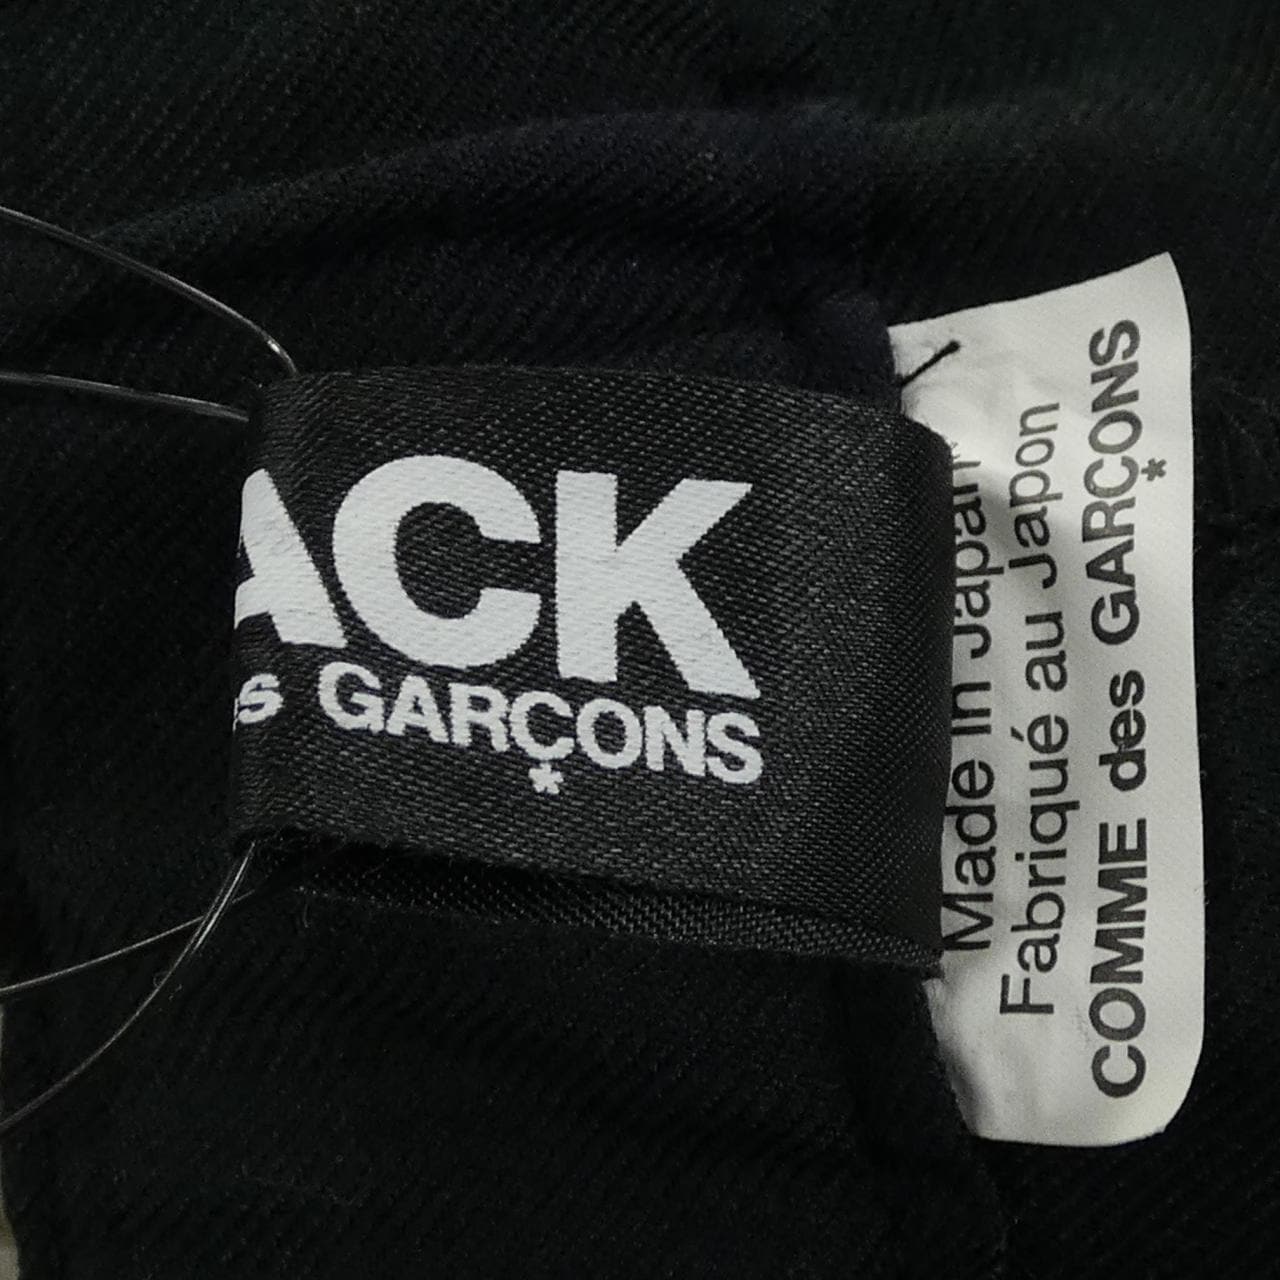 ACK
s GARÇONS
Made in Japan
Fabriqué au Japon
COMME des GARÇONS